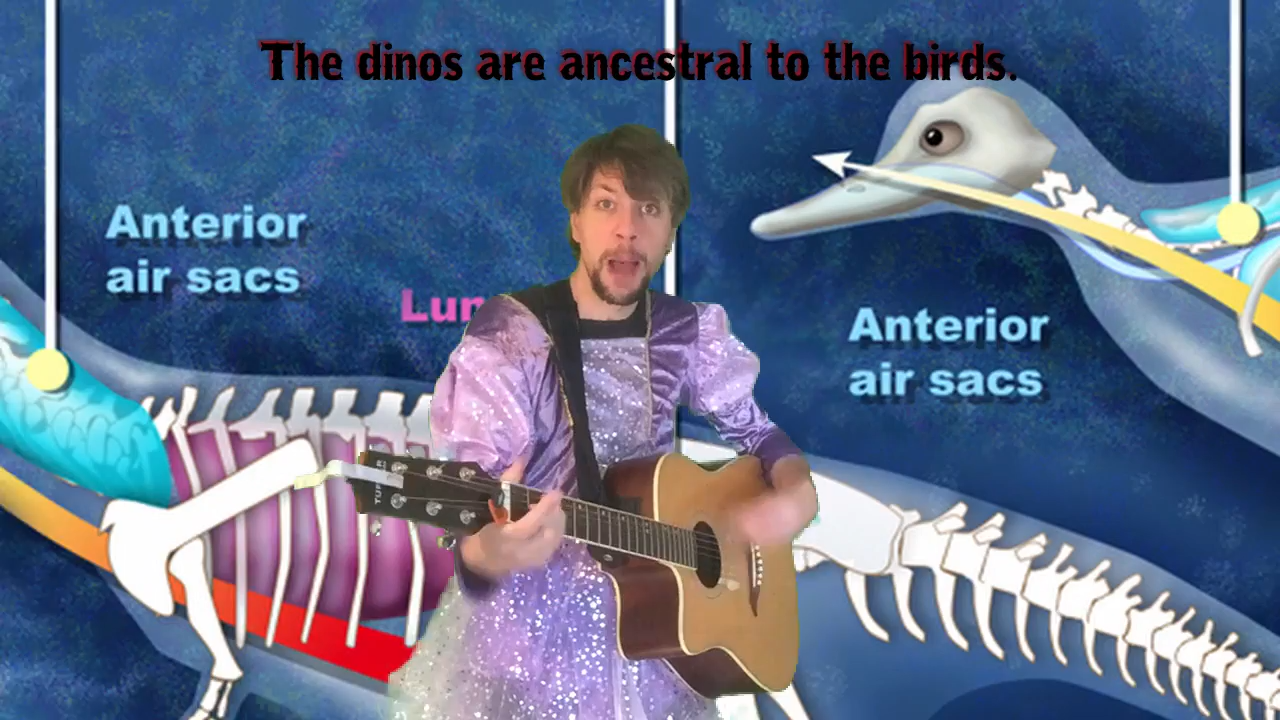 The dinos are ancestral to the birds.
Anterior
air sacs
Anterior
air sacs